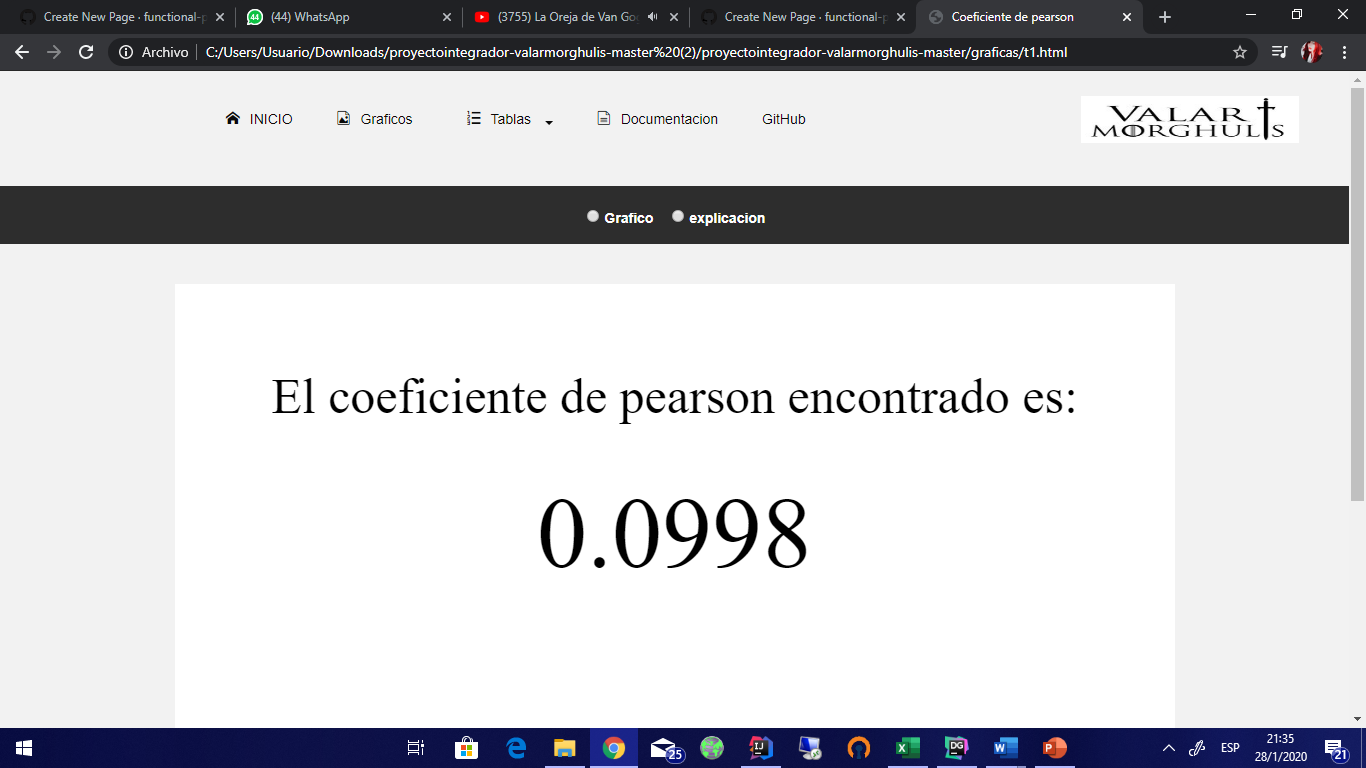 Create New Page · functional-p
(44) WhatsApp
(3755) La Oreja de Van Go
Create New Page · functional-p
Coeficiente de pearson
Archivo
C:/Users/Usuario/Downloads/proyectointegrador-valarmorghulis-master%20(2)/proyectointegrador-valarmorghulis-master/graficas/t1.html
INICIO
Graficos
Tablas
Documentacion
GitHub
VALAR
MORGHULIS
Grafico
explicacion
El coeficiente de pearson encontrado es:
0.0998
25
ESP
21:35
28/1/2020
21